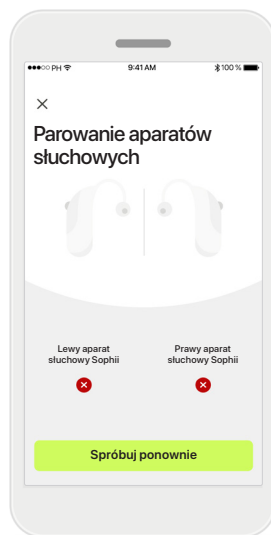 PH 9:41 AM 100 %
Parowanie aparatów
słuchowych
Lewy aparat
słuchowy Sophii
Prawy aparat
słuchowy Sophii
Spróbuj ponownie